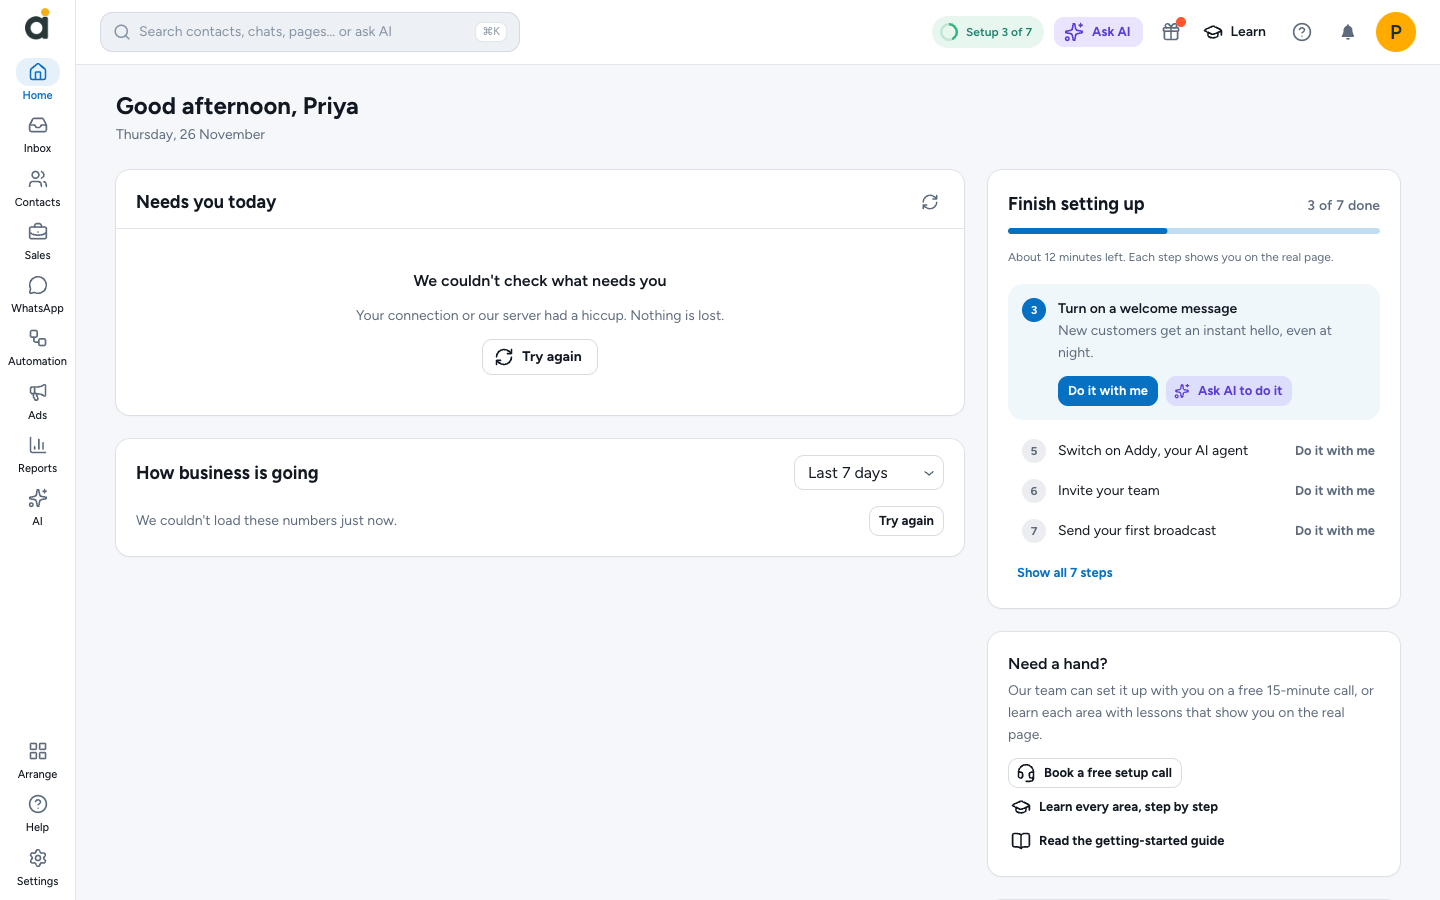 Search contacts, chats, pages... or ask AI
⌘K
Setup 3 of 7
Ask AI
Learn
P
Home
Inbox
Contacts
Sales
WhatsApp
Automation
Ads
Reports
AI
Arrange
Help
Settings
Good afternoon, Priya
Thursday, 26 November
Needs you today
We couldn't check what needs you
Your connection or our server had a hiccup. Nothing is lost.
Try again
How business is going
Last 7 days
We couldn't load these numbers just now.
Try again
Finish setting up
3 of 7 done
About 12 minutes left. Each step shows you on the real page.
3
Turn on a welcome message
New customers get an instant hello, even at
night.
Do it with me
Ask AI to do it
5
Switch on Addy, your AI agent
Do it with me
6
Invite your team
Do it with me
7
Send your first broadcast
Do it with me
Show all 7 steps
Need a hand?
Our team can set it up with you on a free 15-minute call, or
learn each area with lessons that show you on the real
page.
Book a free setup call
Learn every area, step by step
Read the getting-started guide